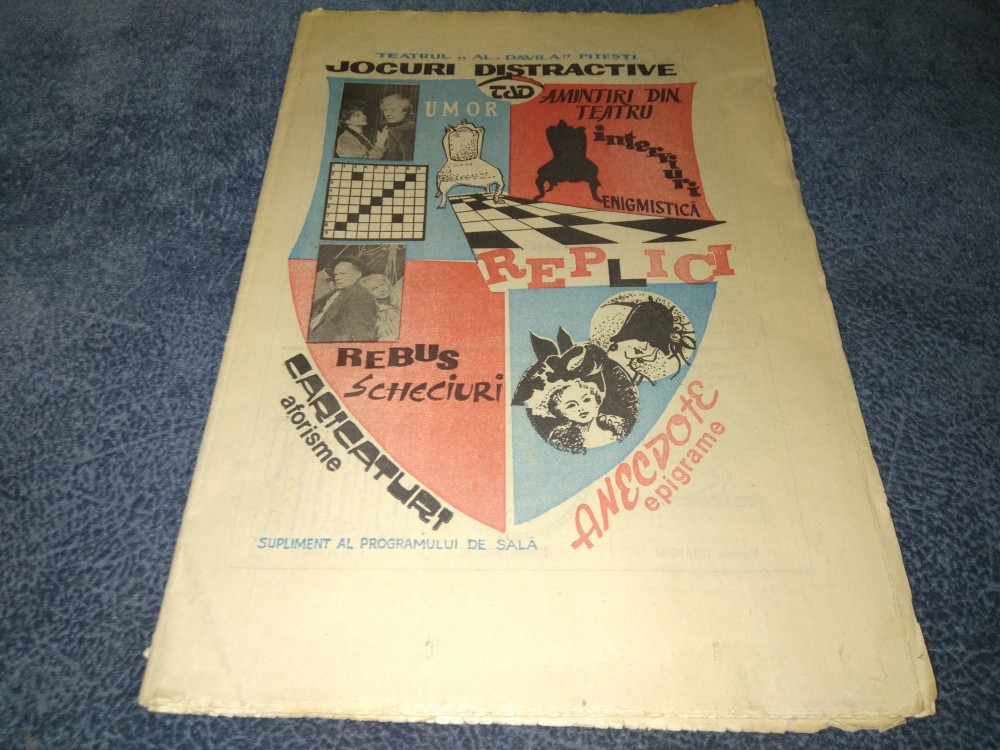 TEATRUL „AL. DAVILA" PITEȘTI
JOCURI DISTRACTIVE
TdD
UMOR
AMINTIRI DIN
TEATRU
interviuri
ENIGMISTICĂ
REPLICI
REBUS
SCHECIURI
CARICATURI
aforisme
ANECDOTE
epigrame
SUPLIMENT AL PROGRAMULUI DE SALĂ